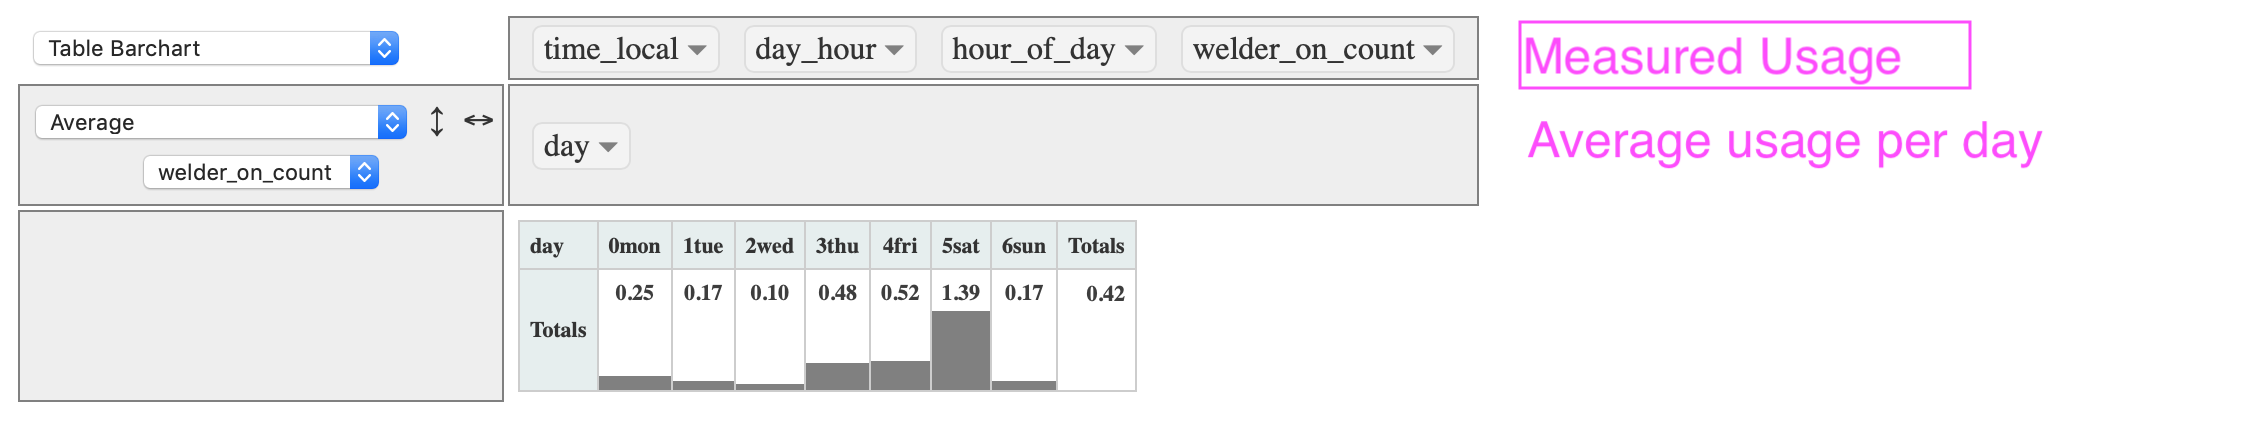 Table Barchart
time_local day_hour hour_of_day welder_on_count
Measured Usage
Average
welder_on_count
day
Average usage per day
day 0mon 1tue 2wed 3thu 4fri 5sat 6sun Totals
Totals 0.25 0.17 0.10 0.48 0.52 1.39 0.17 0.42